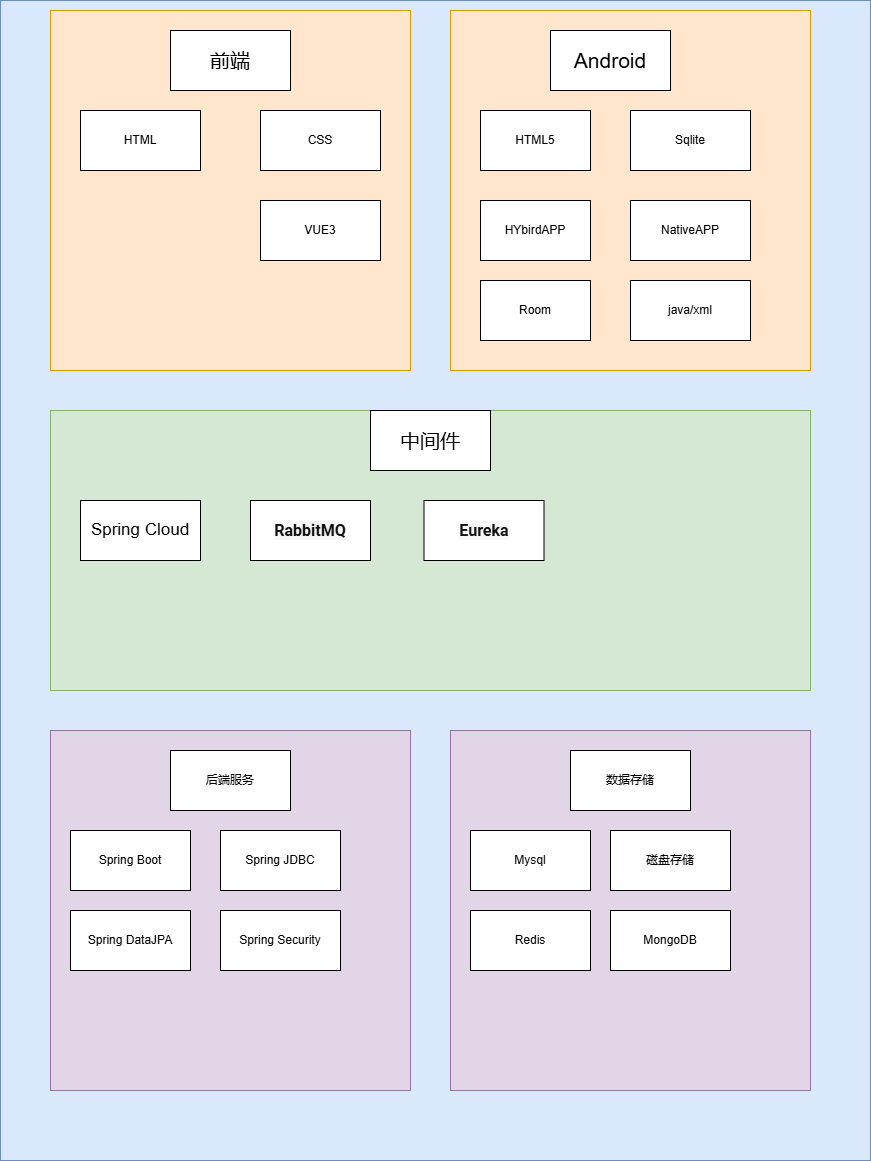 前端
HTML
CSS
VUE3
Android
HTML5
Sqlite
HYbirdAPP
NativeAPP
Room
java/xml
中间件
Spring Cloud
RabbitMQ
Eureka
后端服务
Spring Boot
Spring JDBC
Spring DataJPA
Spring Security
数据存储
Mysql
磁盘存储
Redis
MongoDB